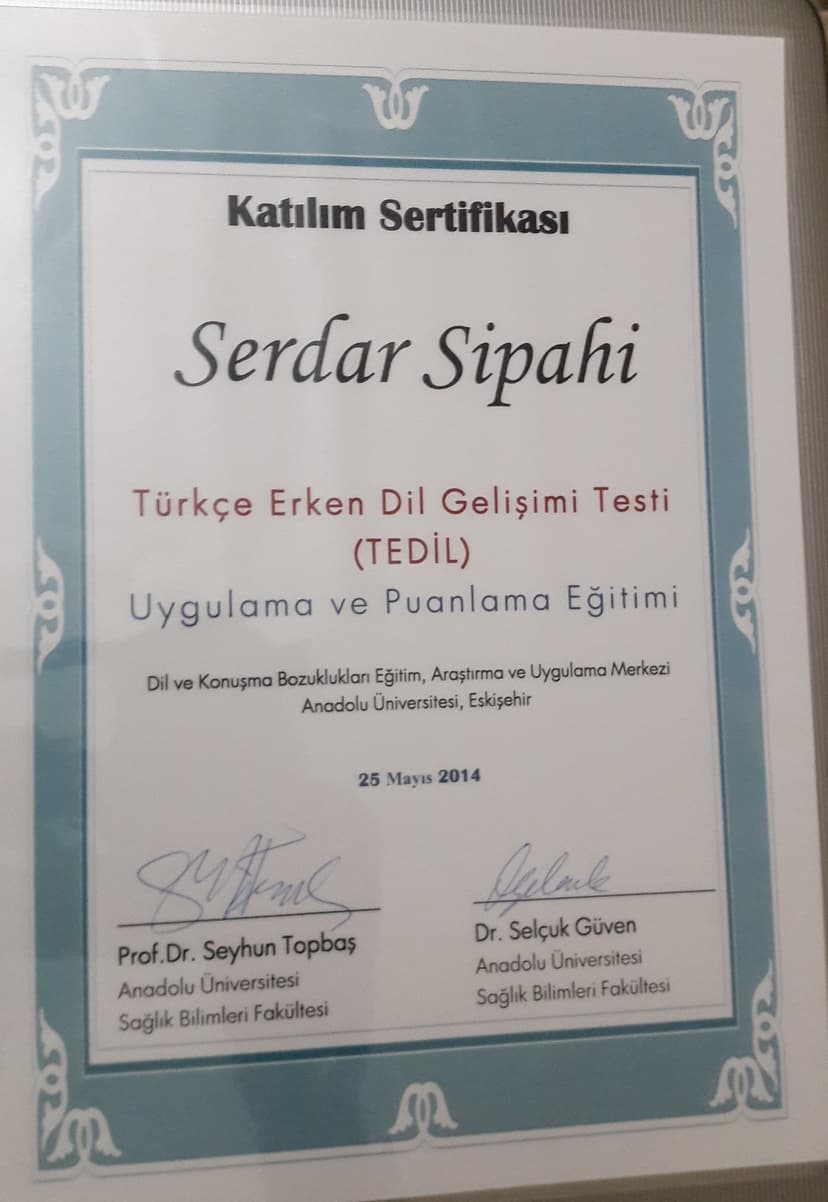 Katılım Sertifikası
Serdar Sipahi
Türkçe Erken Dil Gelişimi Testi
(TEDİL)
Uygulama ve Puanlama Eğitimi
Dil ve Konuşma Bozuklukları Eğitim, Araştırma ve Uygulama Merkezi
Anadolu Üniversitesi, Eskişehir
25 Mayıs 2014
Prof.Dr. Seyhun Topbaş
Anadolu Üniversitesi
Sağlık Bilimleri Fakültesi
Dr. Selçuk Güven
Anadolu Üniversitesi
Sağlık Bilimleri Fakültesi